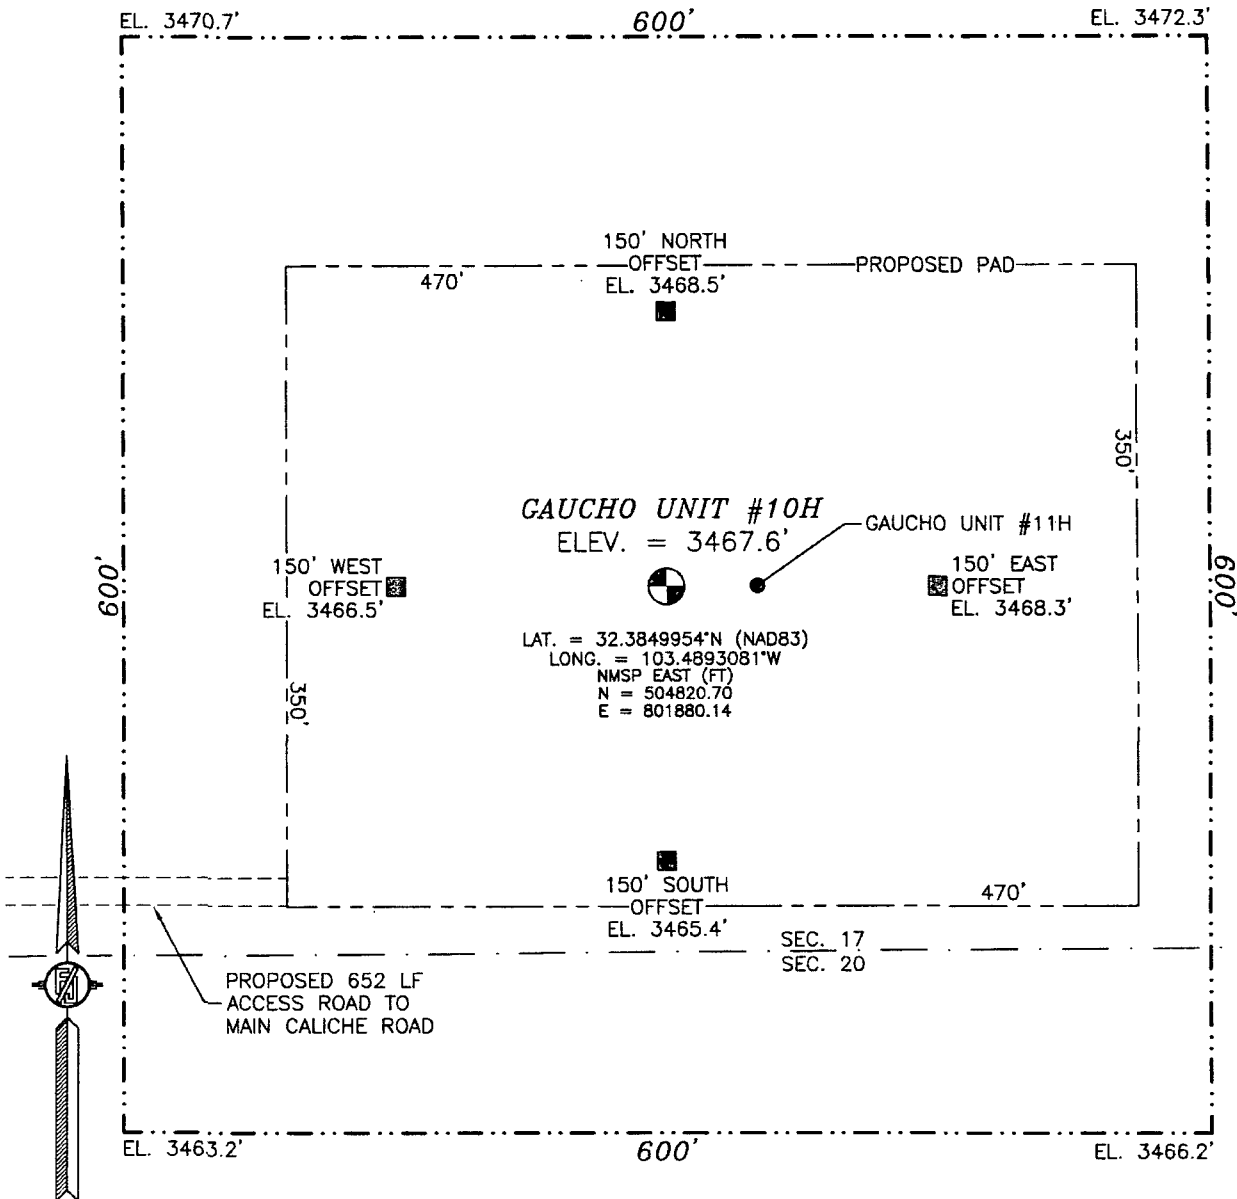 EL. 3470.7'
600'
EL. 3472.3'
150' NORTH
OFFSET
EL. 3468.5'
PROPOSED PAD
470'
350'
GAUCHO UNIT #10H
ELEV. = 3467.6'
GAUCHO UNIT #11H
150' WEST
OFFSET
EL. 3466.5'
150' EAST
OFFSET
EL. 3468.3'
600'
600'
LAT. = 32.3849954°N (NAD83)
LONG. = 103.4893081°W
NMSP EAST (FT)
N = 504820.70
E = 801880.14
350'
150' SOUTH
OFFSET
EL. 3465.4'
470'
SEC. 17
SEC. 20
PROPOSED 652 LF
ACCESS ROAD TO
MAIN CALICHE ROAD
EL. 3463.2'
600'
EL. 3466.2'